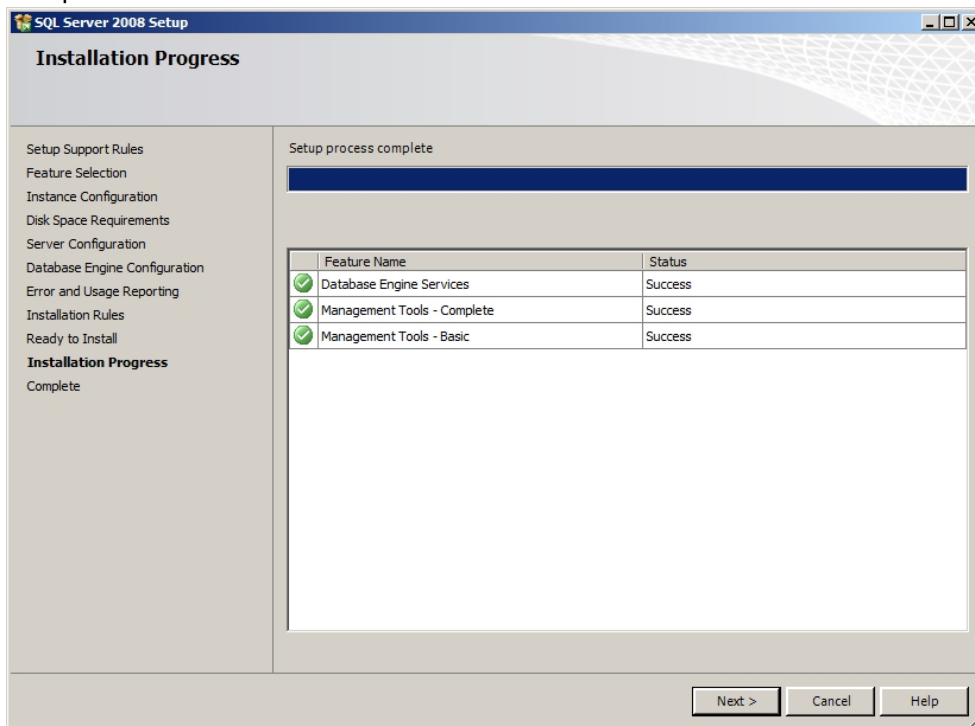 SQL Server 2008 Setup
Installation Progress
Setup Support Rules
Feature Selection
Instance Configuration
Disk Space Requirements
Server Configuration
Database Engine Configuration
Error and Usage Reporting
Installation Rules
Ready to Install
Installation Progress
Complete
Setup process complete
Feature Name Status
Database Engine Services Success
Management Tools - Complete Success
Management Tools - Basic Success
Next > Cancel Help